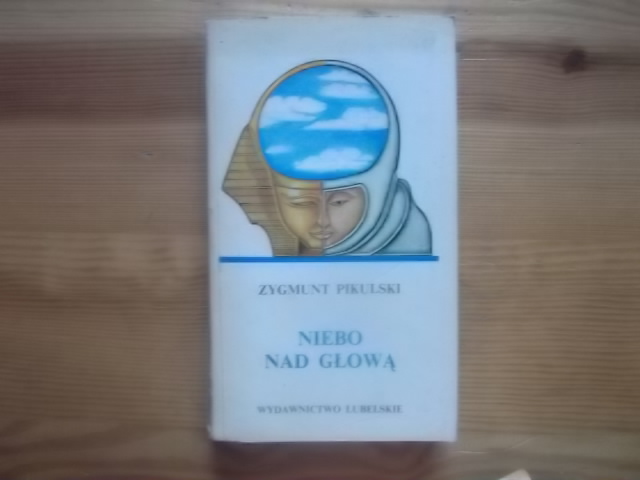 ZYGMUNT PIKULSKI
NIEBO
NAD GŁOWĄ
WYDAWNICTWO LUBELSKIE